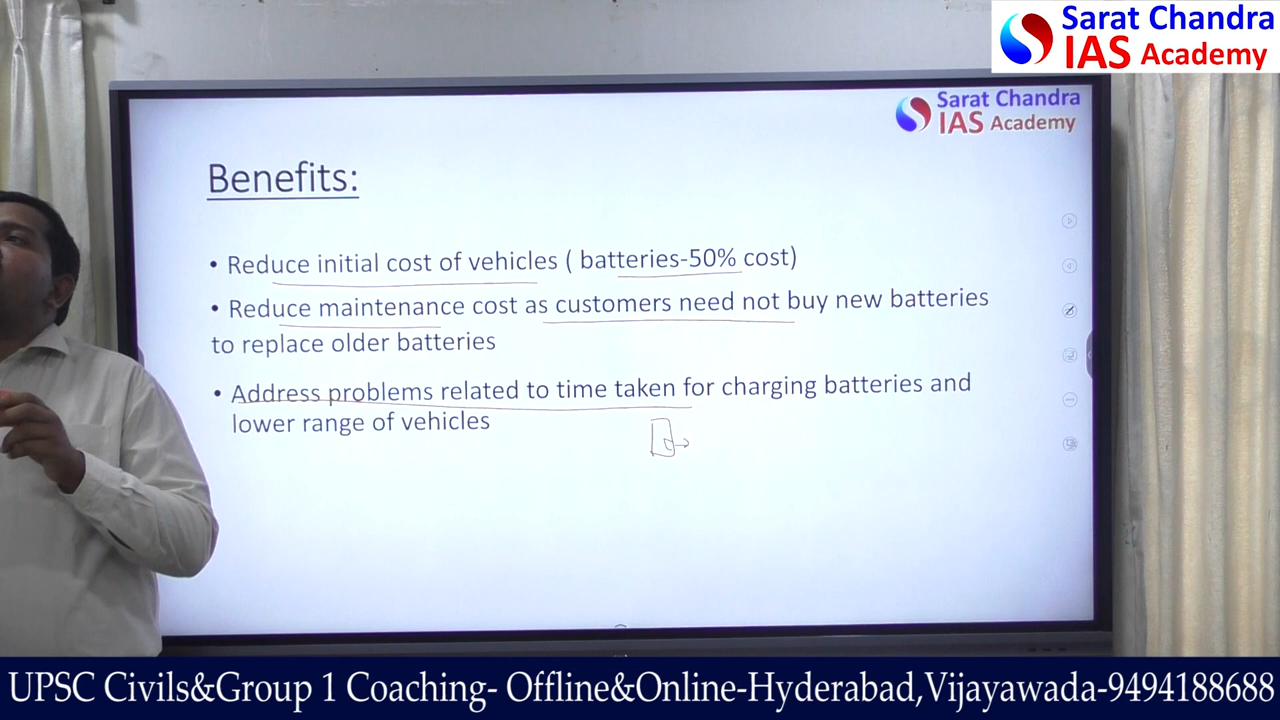 Sarat Chandra
IAS Academy
Sarat Chandra
IAS Academy
Benefits:
• Reduce initial cost of vehicles ( batteries-50% cost)
• Reduce maintenance cost as customers need not buy new batteries
to replace older batteries
• Address problems related to time taken for charging batteries and
lower range of vehicles
UPSC Civils&Group 1 Coaching- Offline&Online-Hyderabad,Vijayawada-9494188688